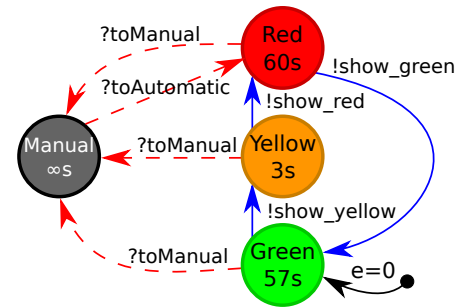 ?toManual
Red
60s
!show_green
?toAutomatic
!show_red
Manual
∞s
?toManual
Yellow
3s
!show_yellow
?toManual
Green
57s
e=0